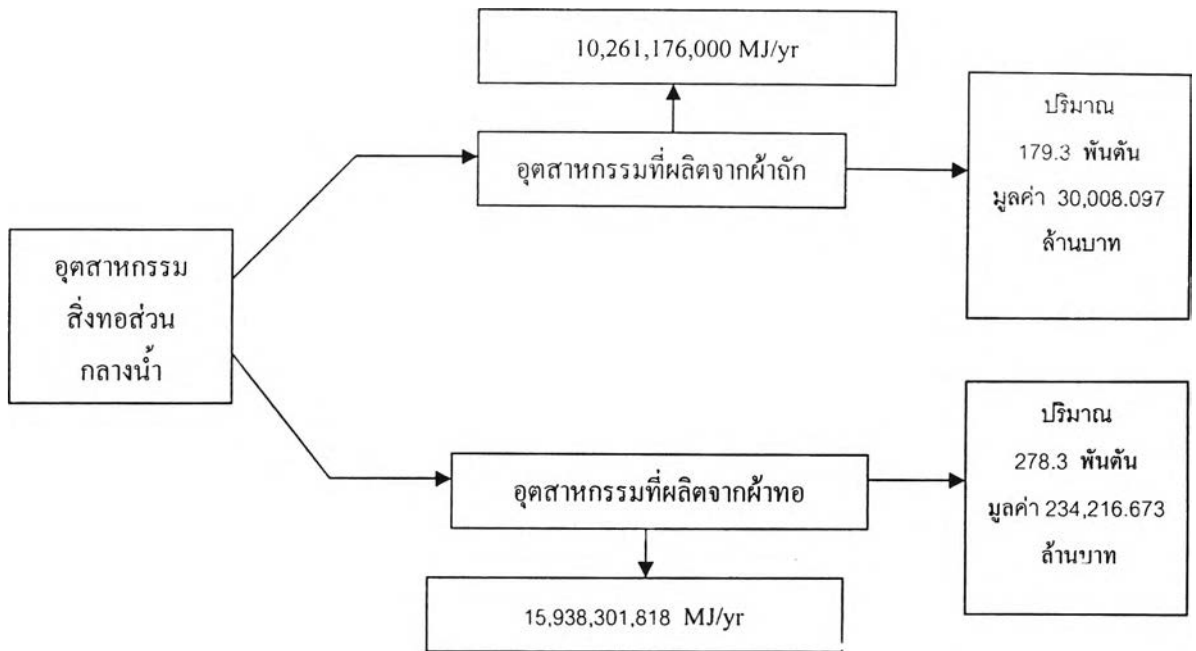 10,261,176,000 MJ/yr
อุตสาหกรรมที่ผลิตจากผ้าถัก
ปริมาณ
179.3 พันตัน
มูลค่า 30,008.097
ล้านบาท
อุตสาหกรรม
สิ่งทอส่วน
กลางน้ำ
อุตสาหกรรมที่ผลิตจากผ้าทอ
15,938,301,818 MJ/yr
ปริมาณ
278.3 พันตัน
มูลค่า 234,216.673
ล้านบาท